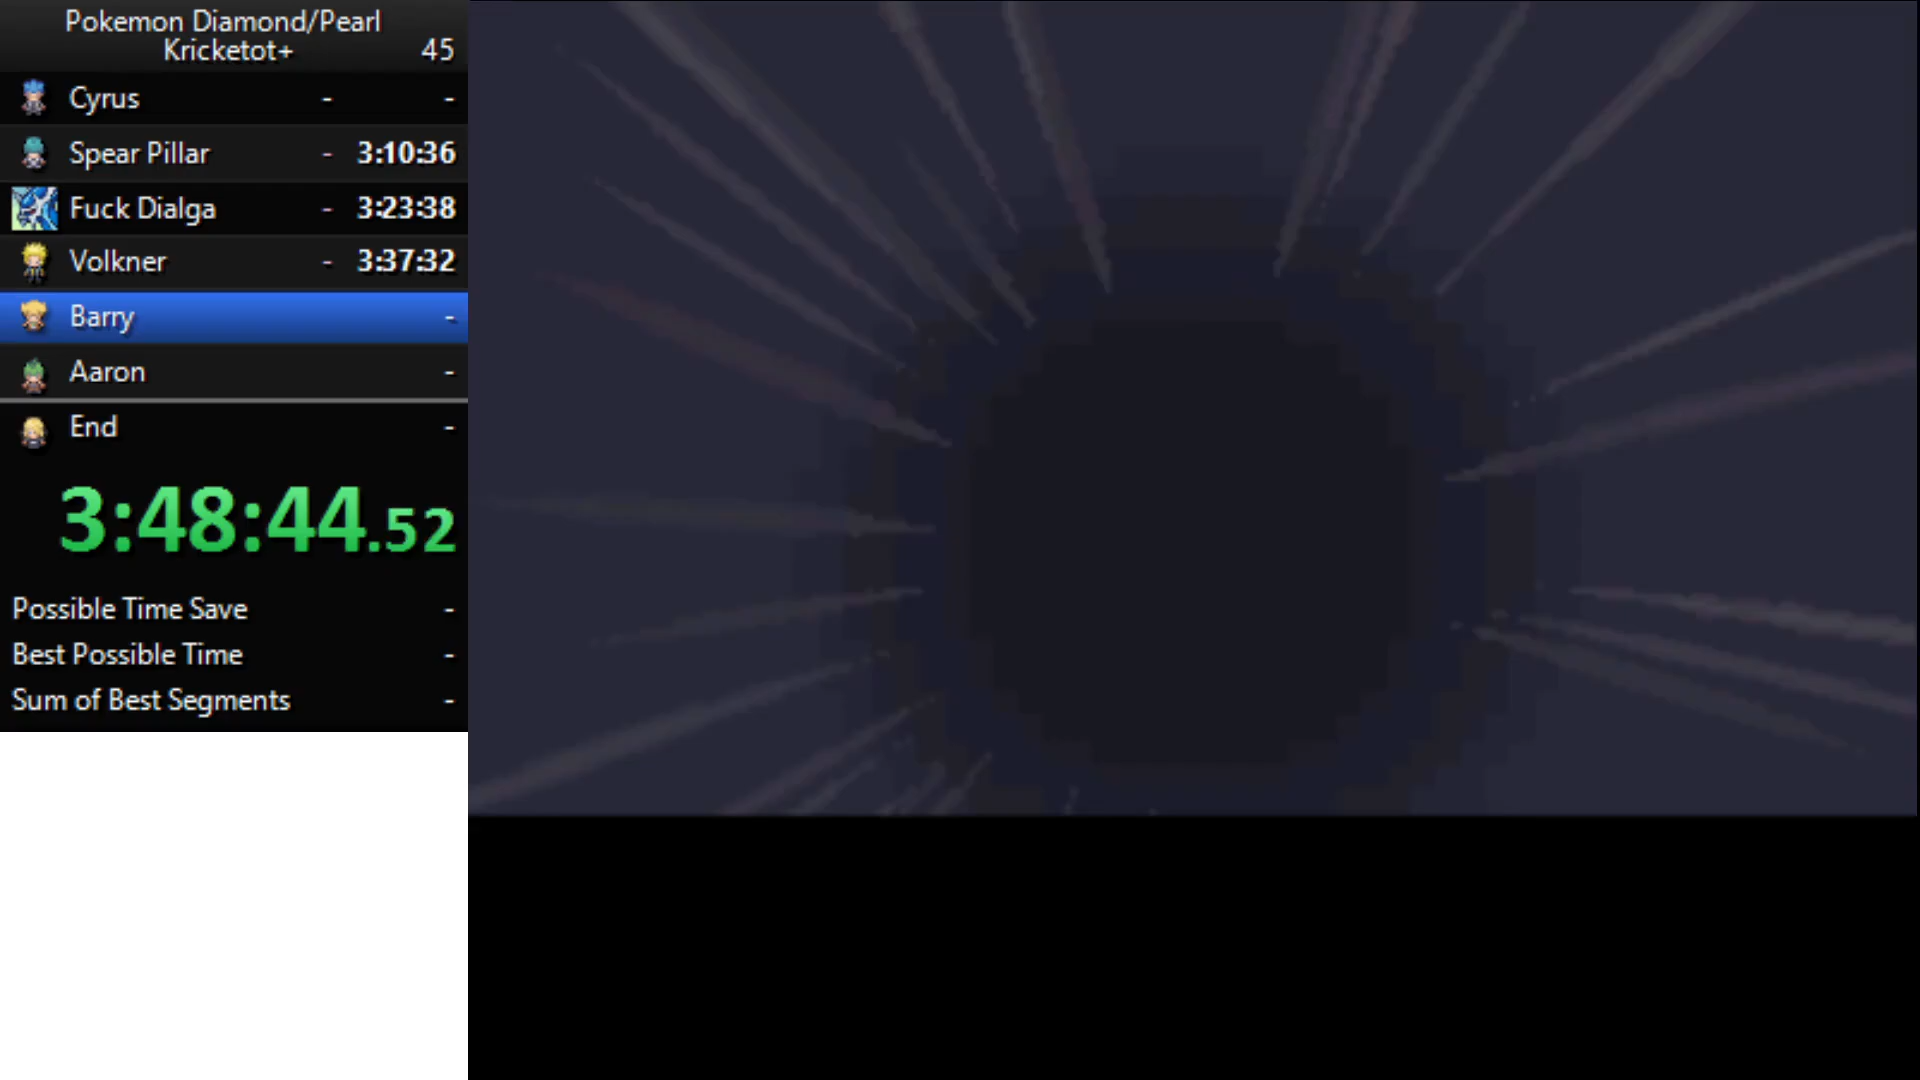 Pokemon Diamond/Pearl
Kricketot+ 45
Cyrus - -
Spear Pillar - 3:10:36
Fuck Dialga - 3:23:38
Volkner - 3:37:32
Barry -
Aaron -
End -
3:48:44.52
Possible Time Save -
Best Possible Time -
Sum of Best Segments -